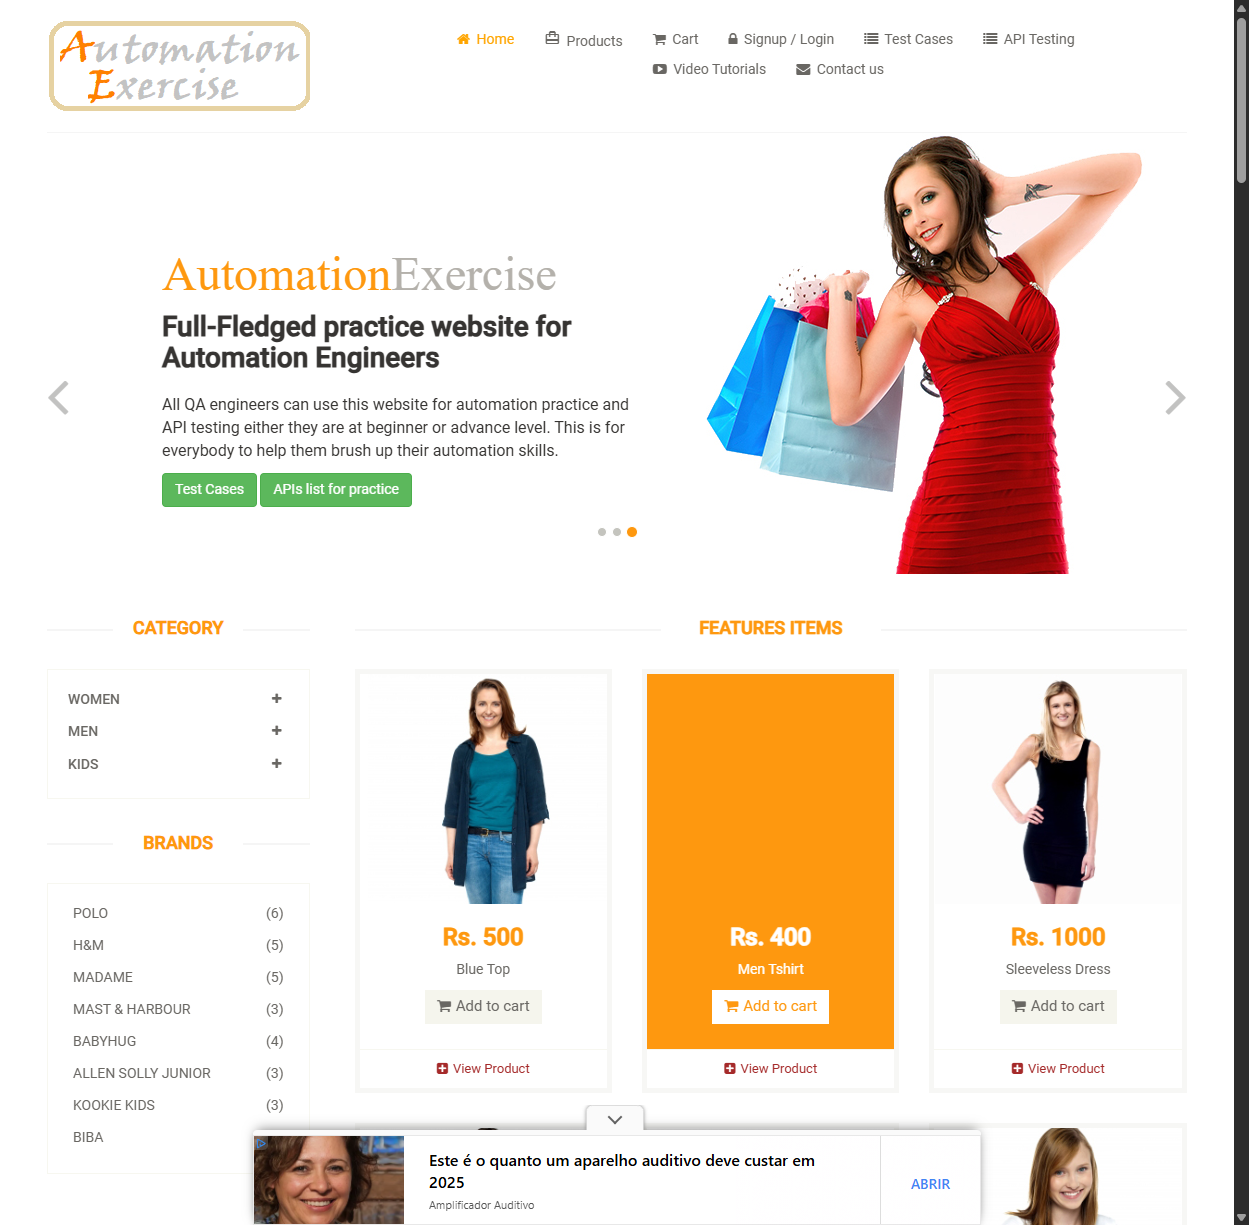 Automation
Exercise
Home
Products
Cart
Signup / Login
Test Cases
API Testing
Video Tutorials
Contact us
AutomationExercise
Full-Fledged practice website for
Automation Engineers
All QA engineers can use this website for automation practice and
API testing either they are at beginner or advance level. This is for
everybody to help them brush up their automation skills.
Test Cases
APIs list for practice
CATEGORY
WOMEN
MEN
KIDS
BRANDS
POLO (6)
H&M (5)
MADAME (5)
MAST & HARBOUR (3)
BABYHUG (4)
ALLEN SOLLY JUNIOR (3)
KOOKIE KIDS (3)
BIBA
FEATURES ITEMS
Rs. 500
Blue Top
Add to cart
View Product
Rs. 400
Men Tshirt
Add to cart
View Product
Rs. 1000
Sleeveless Dress
Add to cart
View Product
Este é o quanto um aparelho auditivo deve custar em
2025
Amplificador Auditivo
ABRIR